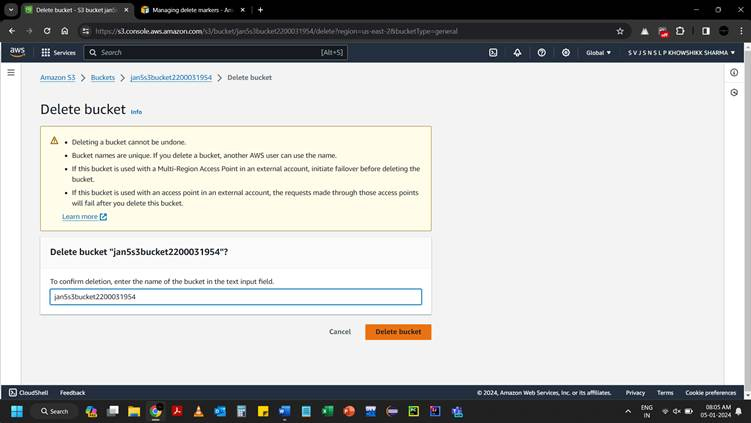 Delete bucket - S3 bucket jan5s
Managing delete markers - Ama
https://s3.console.aws.amazon.com/s3/bucket/jan5s3bucket2200031954/delete?region=us-east-2&bucketType=general
off
aws
Services
Search
[Alt+S]
Global
S V J S N S L P KHOWSHIKK SHARMA
Amazon S3
Buckets
jan5s3bucket2200031954
Delete bucket
Delete bucket Info
Deleting a bucket cannot be undone.
Bucket names are unique. If you delete a bucket, another AWS user can use the name.
If this bucket is used with a Multi-Region Access Point in an external account, initiate failover before deleting the
bucket.
If this bucket is used with an access point in an external account, the requests made through those access points
will fail after you delete this bucket.
Learn more
Delete bucket "jan5s3bucket2200031954"?
To confirm deletion, enter the name of the bucket in the text input field.
jan5s3bucket2200031954
Cancel
Delete bucket
CloudShell
Feedback
© 2024, Amazon Web Services, Inc. or its affiliates.
Privacy
Terms
Cookie preferences
Search
ENG
IN
08:05 AM
05-01-2024